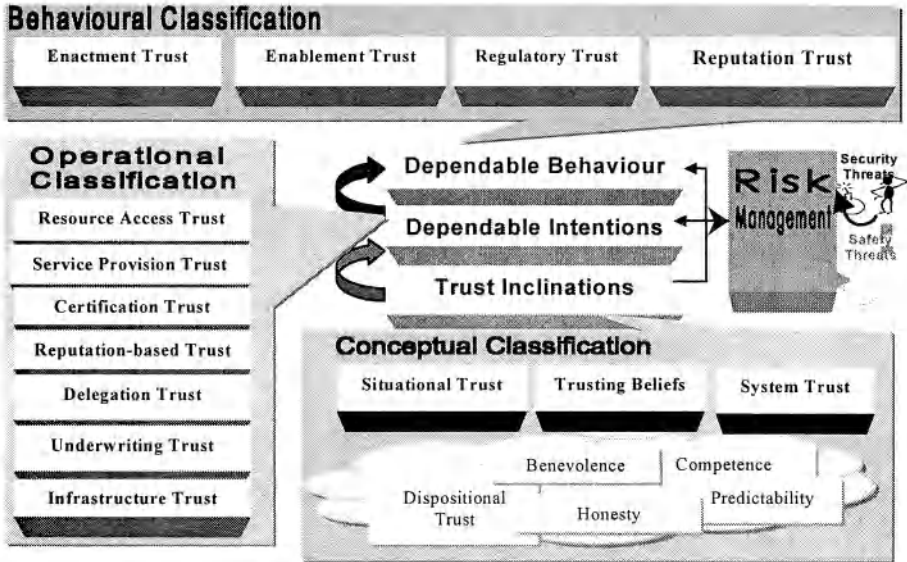 Behavioural Classification
Enactment Trust
Enablement Trust
Regulatory Trust
Reputation Trust
Operational
Classification
Resource Access Trust
Service Provision Trust
Certification Trust
Reputation-based Trust
Delegation Trust
Underwriting Trust
Infrastructure Trust
Dependable Behaviour
Dependable Intentions
Trust Inclinations
Risk
Management
Security
Threats
Safety
Threats
Conceptual Classification
Situational Trust
Trusting Beliefs
System Trust
Benevolence
Competence
Dispositional
Trust
Honesty
Predictability